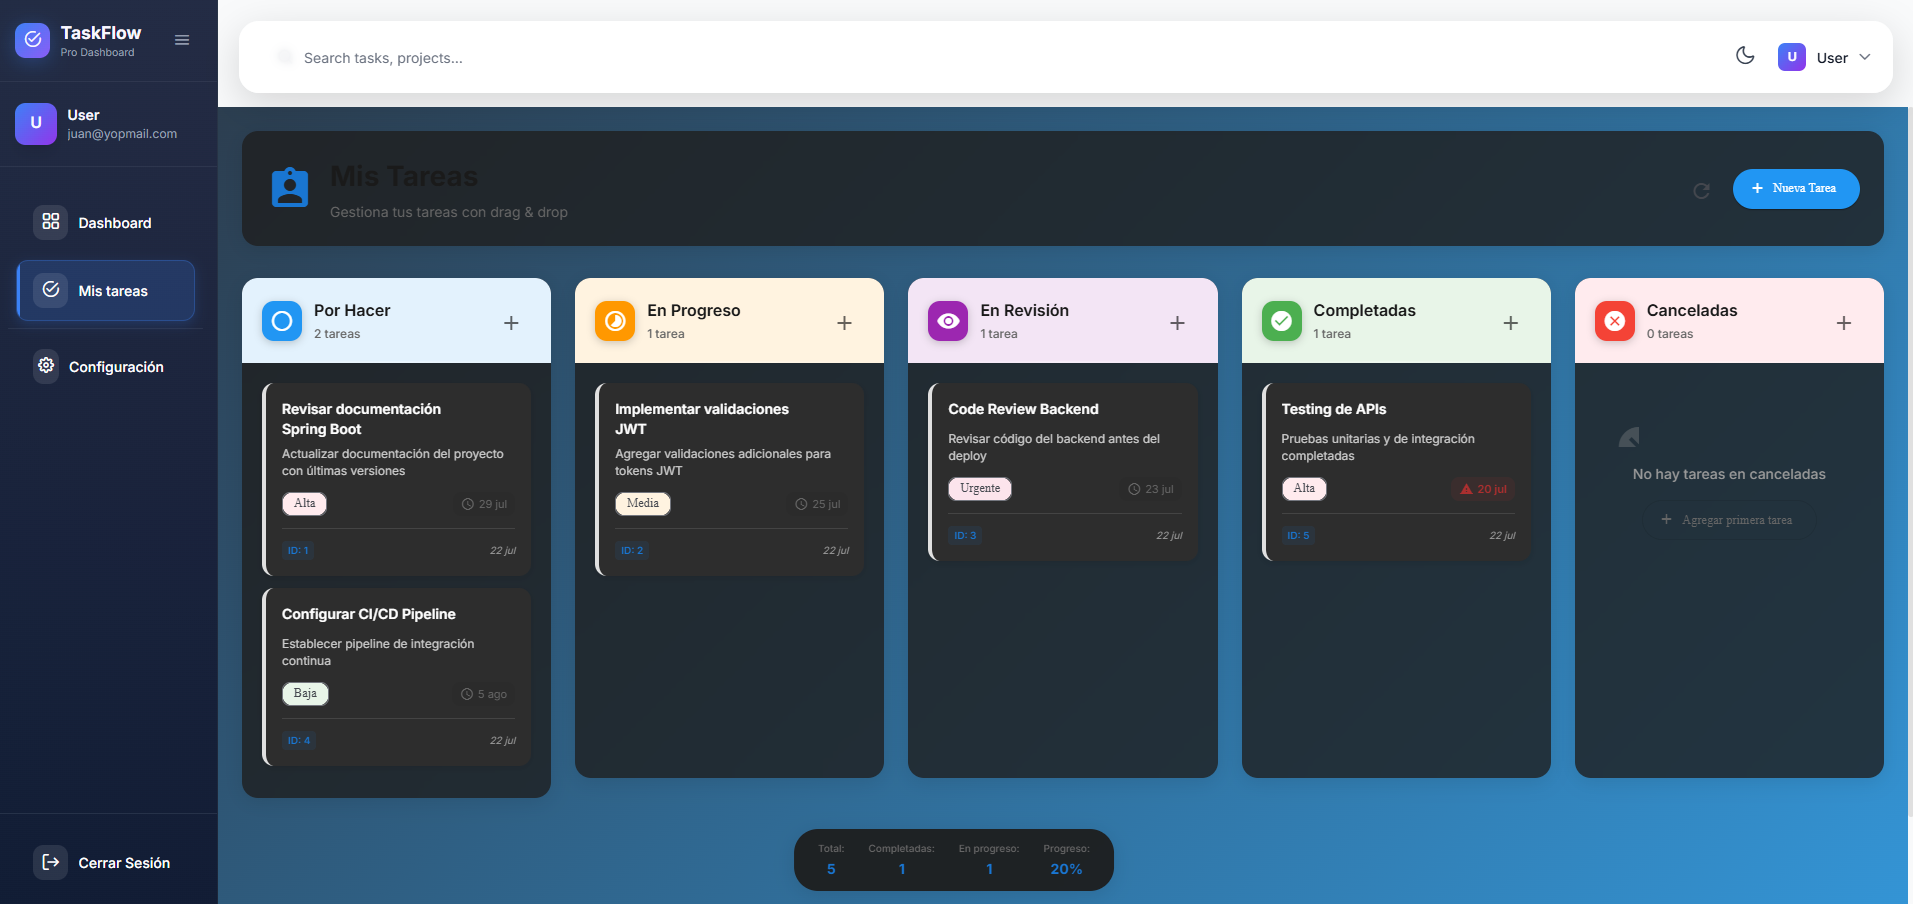 TaskFlow
Pro Dashboard
U
User
juan@yopmail.com
Dashboard
Mis tareas
Configuración
Cerrar Sesión
Search tasks, projects...
U
User
Mis Tareas
Gestiona tus tareas con drag & drop
Nueva Tarea
Por Hacer
2 tareas
Revisar documentación
Spring Boot
Actualizar documentación del proyecto
con últimas versiones
Alta
29 jul
ID: 1
22 jul
Configurar CI/CD Pipeline
Establecer pipeline de integración
continua
Baja
5 ago
ID: 4
22 jul
En Progreso
1 tarea
Implementar validaciones
JWT
Agregar validaciones adicionales para
tokens JWT
Media
25 jul
ID: 2
22 jul
En Revisión
1 tarea
Code Review Backend
Revisar código del backend antes del
deploy
Urgente
23 jul
ID: 3
22 jul
Completadas
1 tarea
Testing de APIs
Pruebas unitarias y de integración
completadas
Alta
20 jul
ID: 5
22 jul
Canceladas
0 tareas
No hay tareas en canceladas
Agregar primera tarea
Total:
5
Completadas:
1
En progreso:
1
Progreso:
20%